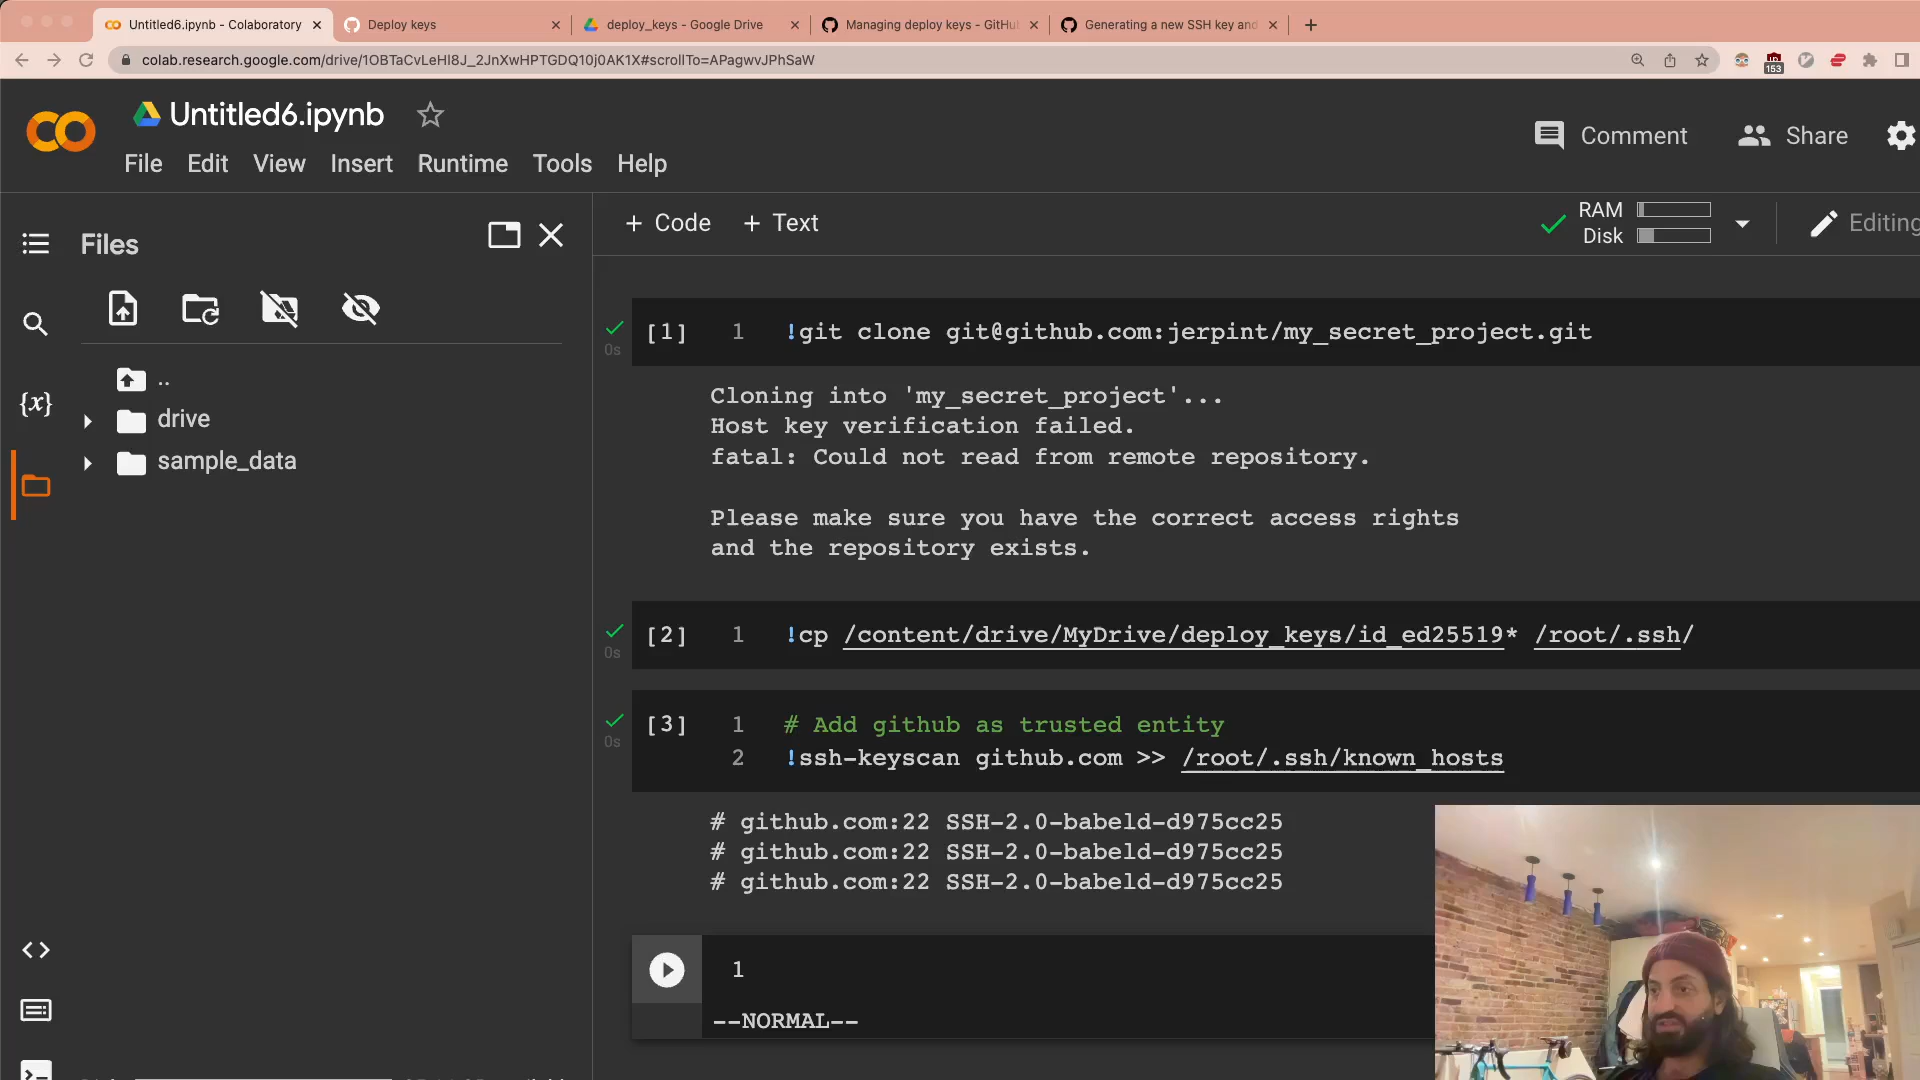 Untitled6.ipynb - Colaboratory
Deploy keys
deploy_keys - Google Drive
Managing deploy keys - GitHu
Generating a new SSH key and
colab.research.google.com/drive/1OBTaCvLeHI8J_2JnXwHPTGDQ10j0AK1X#scrollTo=APagwvJPhSaW
153
Untitled6.ipynb
Comment
Share
File Edit View Insert Runtime Tools Help
Files
+ Code + Text
RAM
Disk
Editing
..
drive
sample_data
{x}
[1] 1 !git clone git@github.com:jerpint/my_secret_project.git
0s
Cloning into 'my_secret_project'...
Host key verification failed.
fatal: Could not read from remote repository.
Please make sure you have the correct access rights
and the repository exists.
[2] 1 !cp /content/drive/MyDrive/deploy_keys/id_ed25519* /root/.ssh/
0s
[3] 1 # Add github as trusted entity
0s
2 !ssh-keyscan github.com >> /root/.ssh/known_hosts
# github.com:22 SSH-2.0-babeld-d975cc25
# github.com:22 SSH-2.0-babeld-d975cc25
# github.com:22 SSH-2.0-babeld-d975cc25
1
--NORMAL--